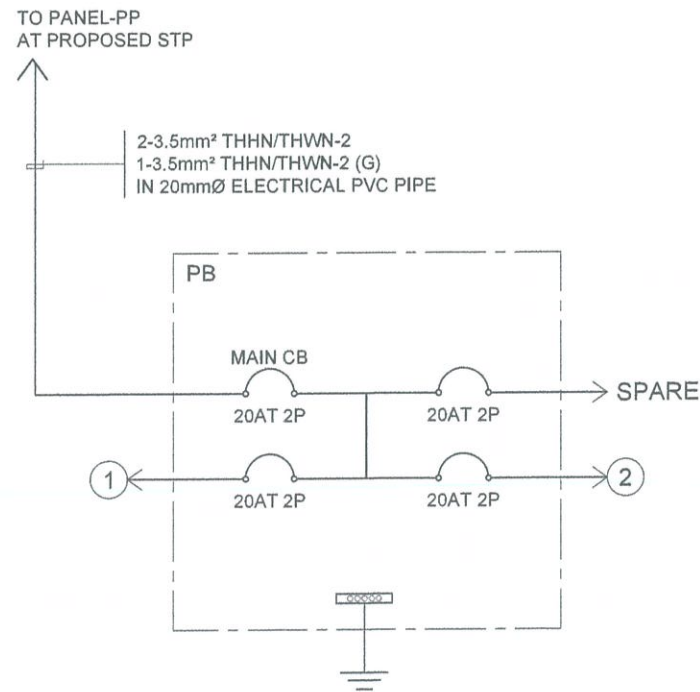 TO PANEL-PP
AT PROPOSED STP
2-3.5mm² THHN/THWN-2
1-3.5mm² THHN/THWN-2 (G)
IN 20mmØ ELECTRICAL PVC PIPE
PB
MAIN CB
20AT 2P
20AT 2P
SPARE
1
20AT 2P
20AT 2P
2